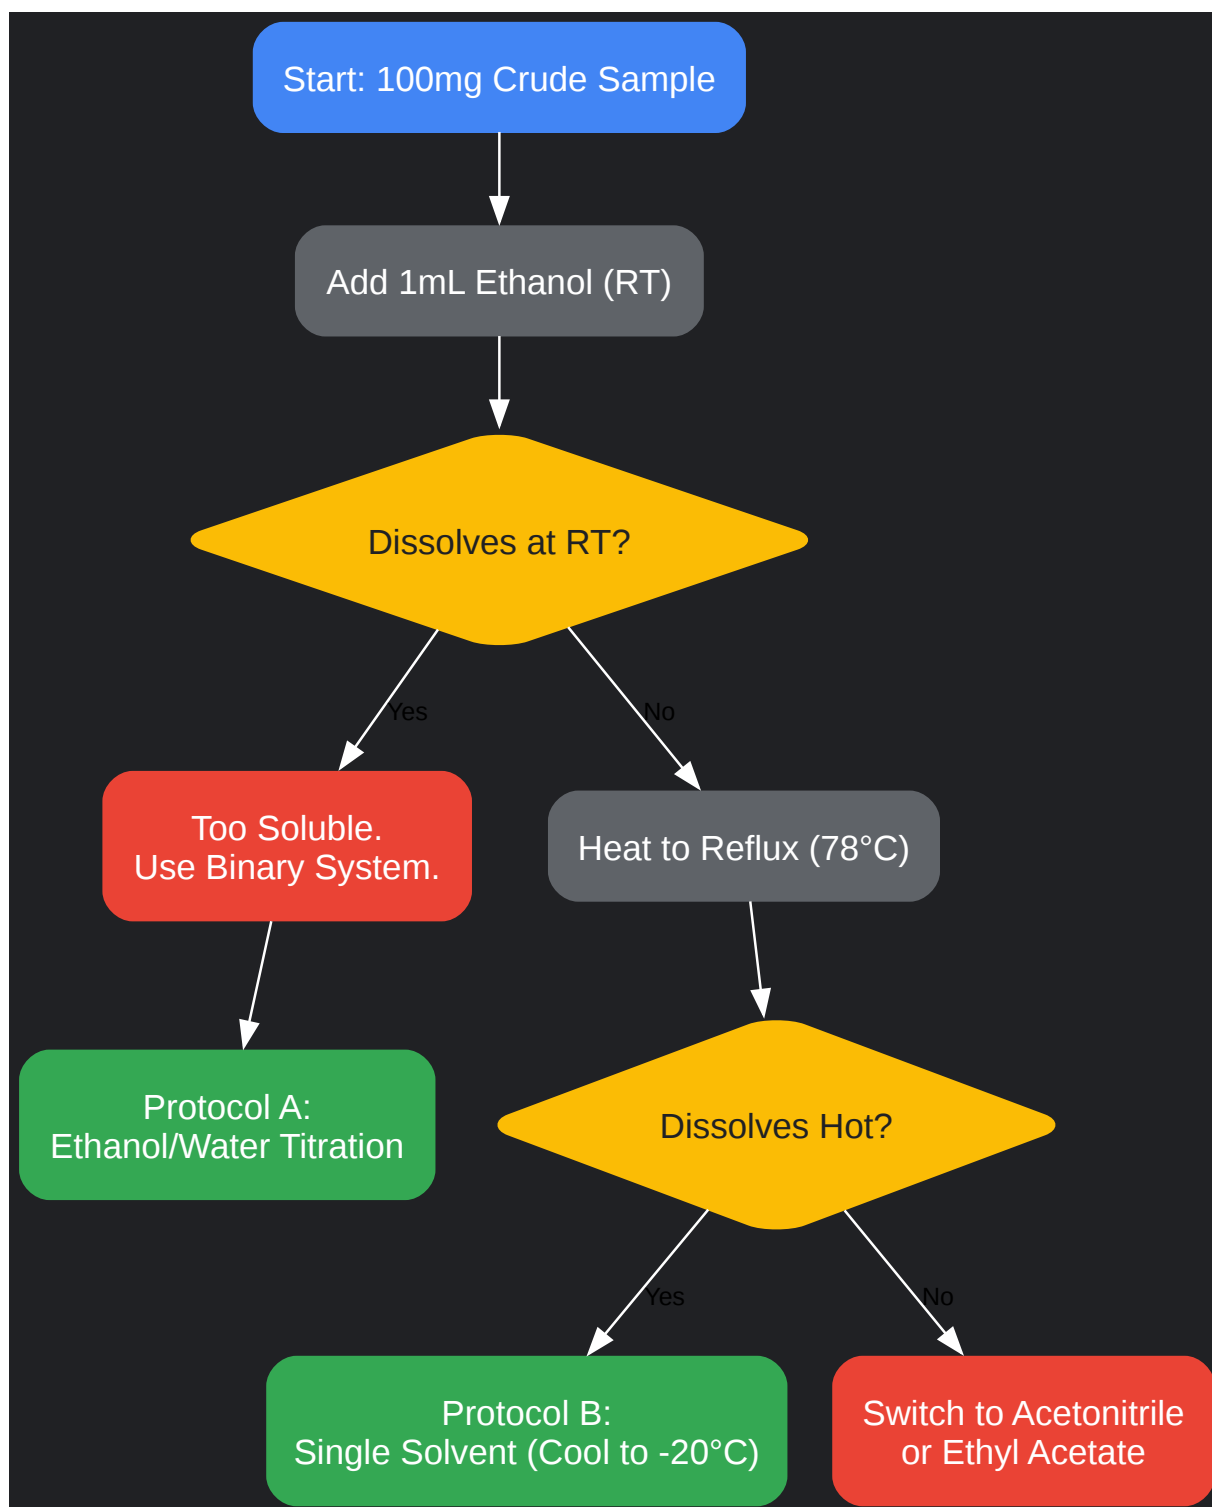 Start: 100mg Crude Sample
Add 1mL Ethanol (RT)
Dissolves at RT?
Yes
No
Too Soluble.
Use Binary System.
Heat to Reflux (78°C)
Protocol A:
Ethanol/Water Titration
Dissolves Hot?
Yes
No
Protocol B:
Single Solvent (Cool to -20°C)
Switch to Acetonitrile
or Ethyl Acetate